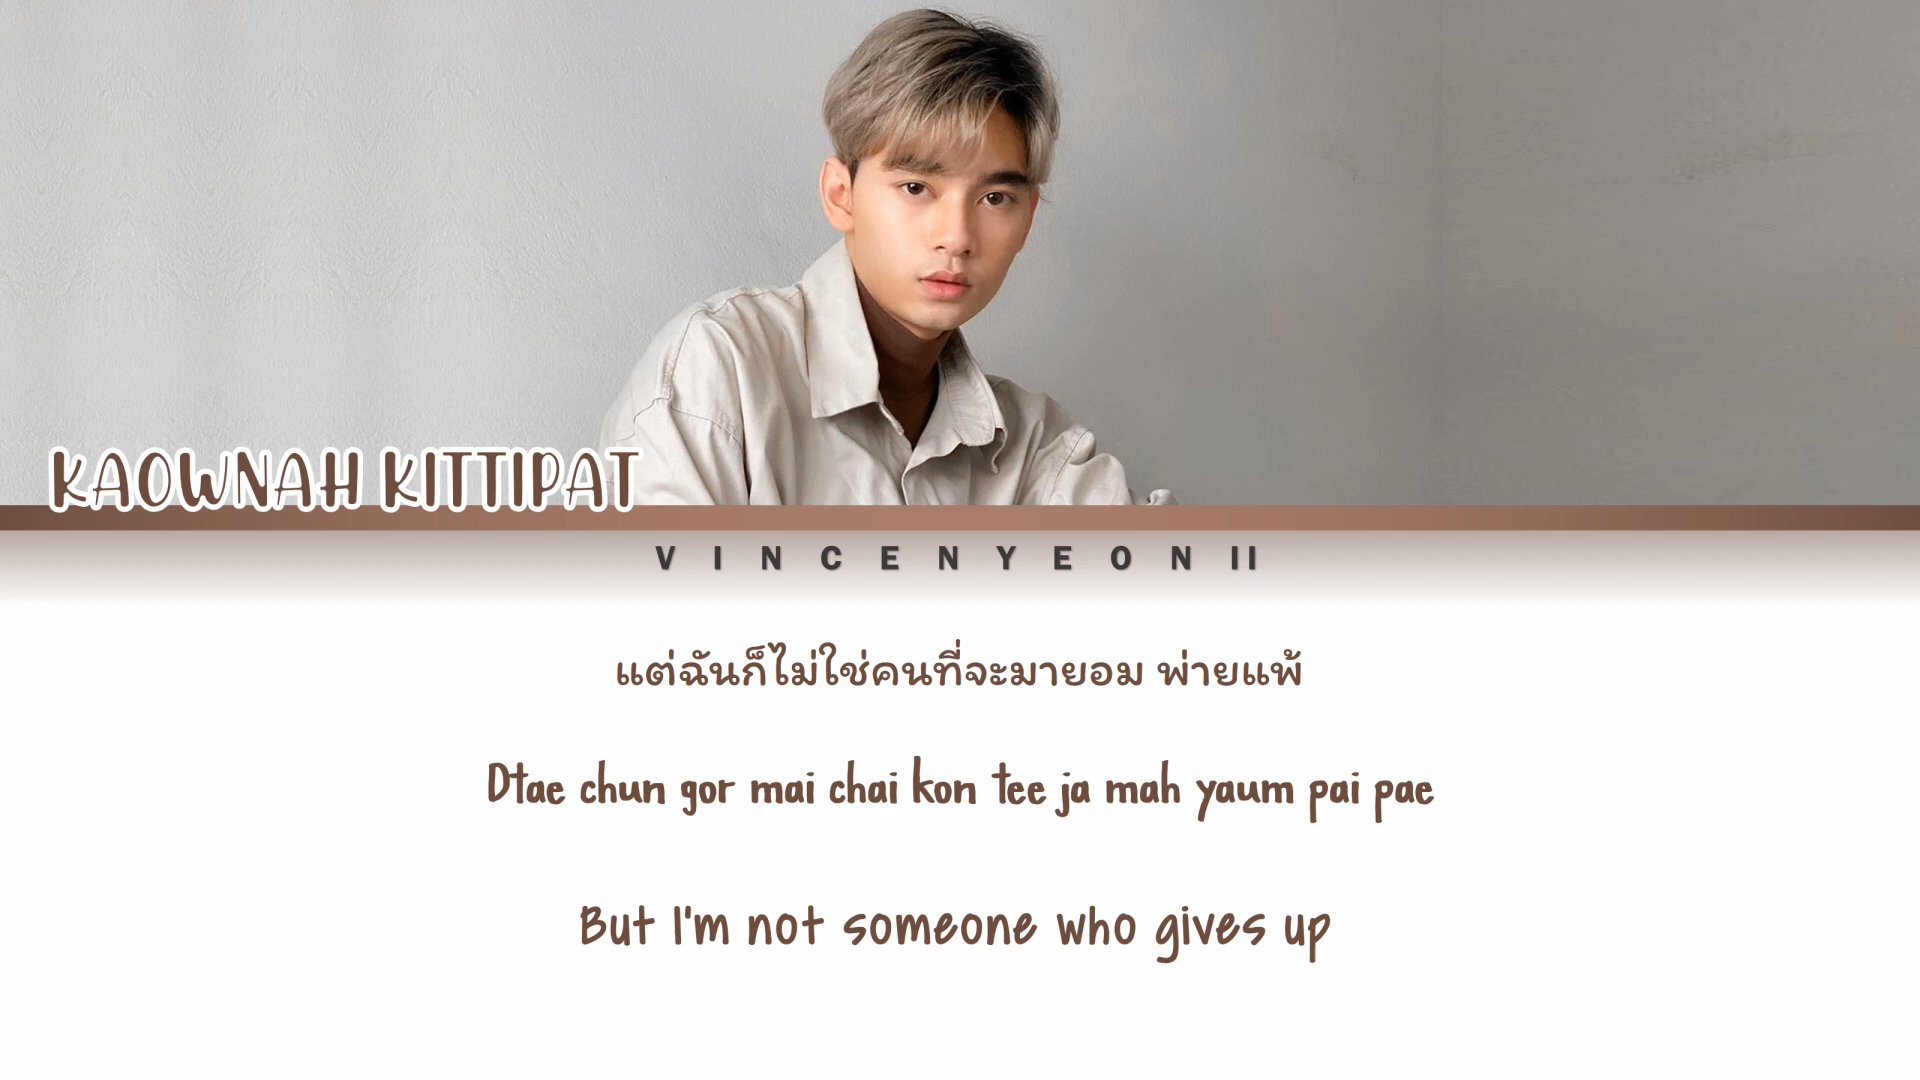 KAOWNAH KITTIPAT
VINCENYEON II
แต่ฉันก็ไม่ใช่คนที่จะมายอม พ่ายแพ้
Dtae chun gor mai chai kon tee ja mah yaum pai pae
But I'm not someone who gives up